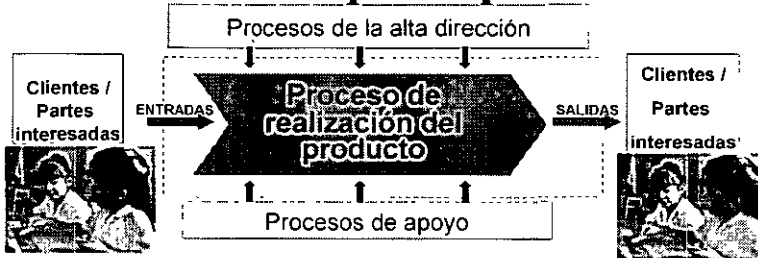 Procesos de la alta dirección
Clientes /
Partes
interesadas
ENTRADAS
Proceso de
realización del
producto
SALIDAS
Clientes /
Partes
interesadas
Procesos de apoyo